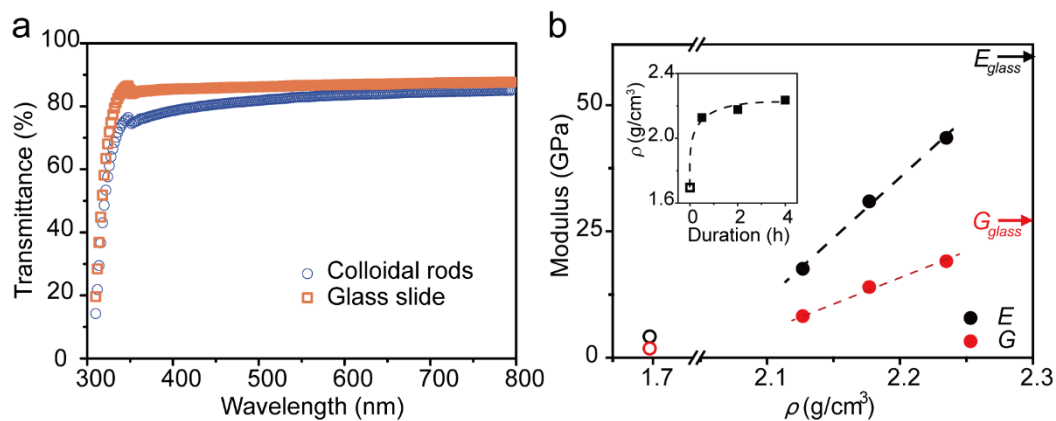 a
100
80
60
40
20
0
Transmittance (%)
300 400 500 600 700 800
Wavelength (nm)
Colloidal rods
Glass slide
b
50
25
0
Modulus (GPa)
1.7 2.1 2.2 2.3
ρ (g/cm³)
E_glass
G_glass
E
G
2.4
2.0
1.6
ρ (g/cm³)
0 2 4
Duration (h)